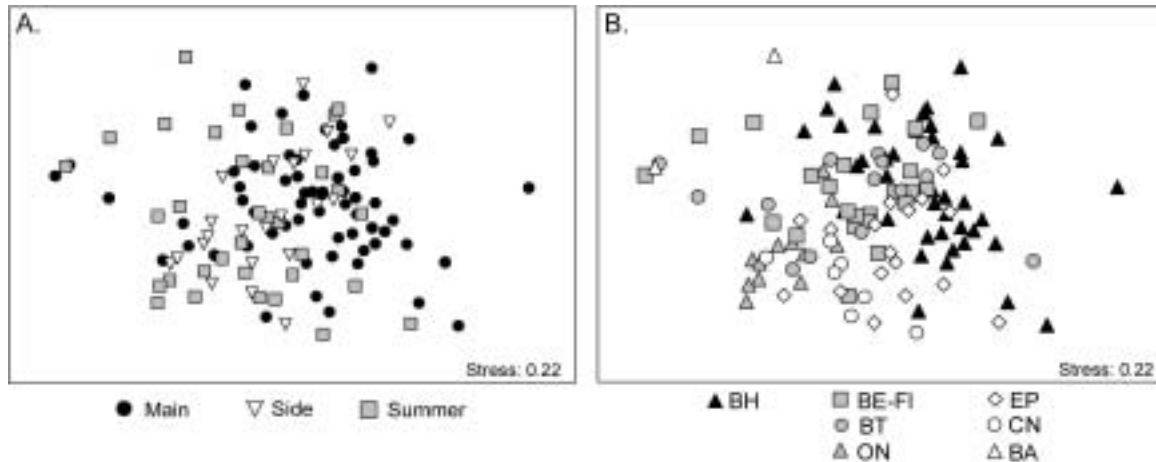 A.
Stress: 0.22
Main Side Summer
B.
Stress: 0.22
BH BE-FI EP
BT CN
ON BA